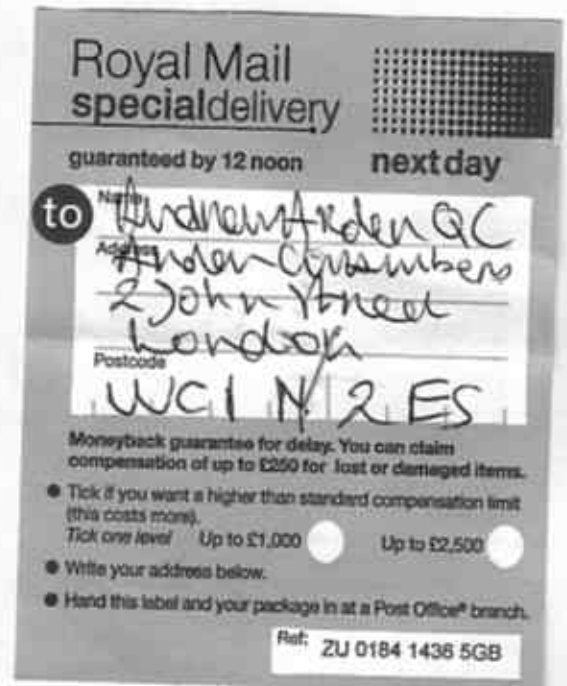 Royal Mail
specialdelivery
guaranteed by 12 noon
next day
to
Name
Andrew Arden QC
Address
Arden Chambers
2 John Street
London
Postcode
WC1N 2ES
Moneyback guarantee for delay. You can claim
compensation of up to £250 for lost or damaged items.
Tick if you want a higher than standard compensation limit
(this costs more).
Tick one level Up to £1,000 Up to £2,500
Write your address below.
Hand this label and your package in at a Post Office® branch.
Ref: ZU 0184 1436 5GB